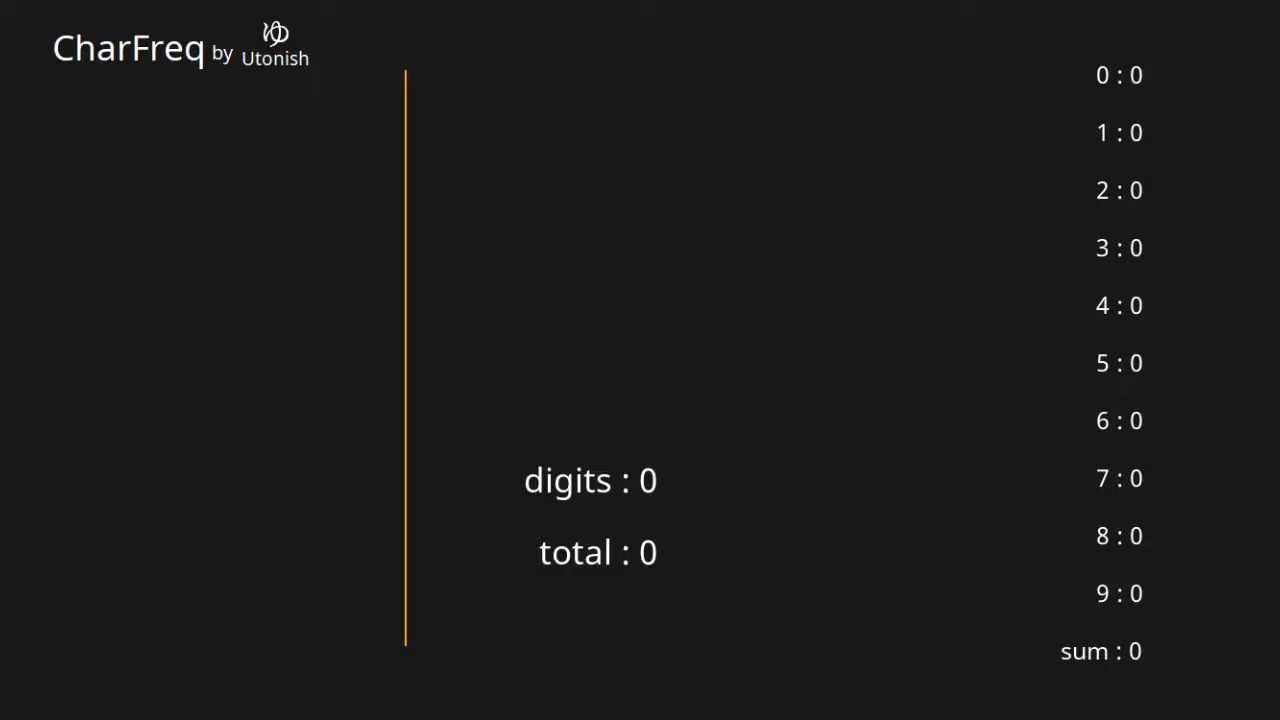 CharFreq by Utonish
digits : 0
total : 0
0 : 0
1 : 0
2 : 0
3 : 0
4 : 0
5 : 0
6 : 0
7 : 0
8 : 0
9 : 0
sum : 0